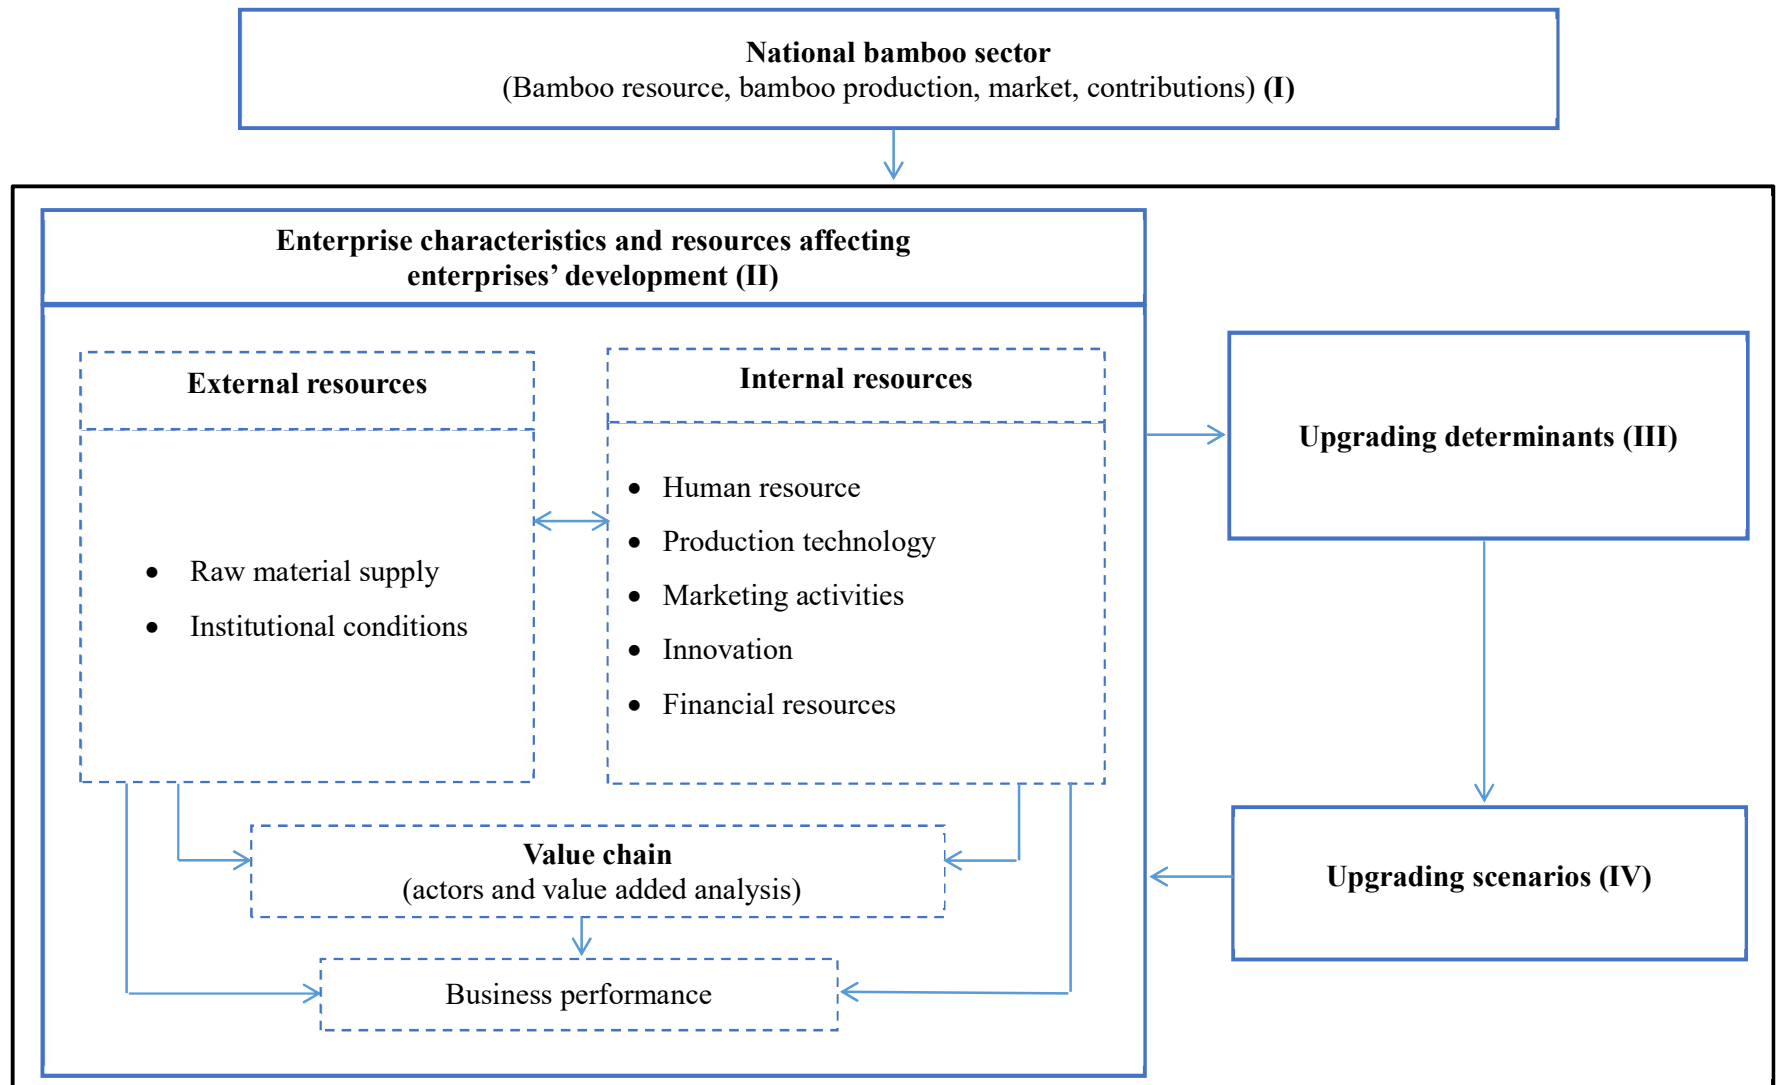 National bamboo sector
(Bamboo resource, bamboo production, market, contributions) (I)
Enterprise characteristics and resources affecting
enterprises’ development (II)
External resources
• Raw material supply
• Institutional conditions
Internal resources
• Human resource
• Production technology
• Marketing activities
• Innovation
• Financial resources
Value chain
(actors and value added analysis)
Business performance
Upgrading determinants (III)
Upgrading scenarios (IV)